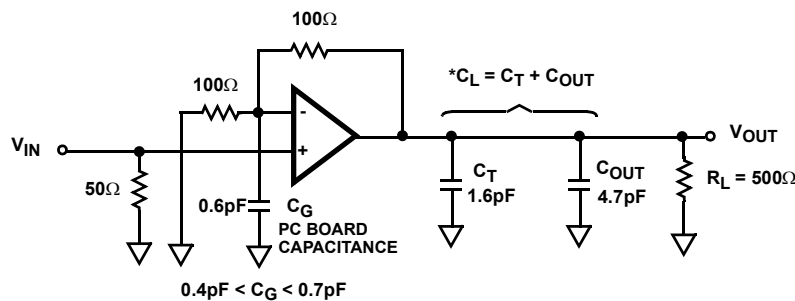 100Ω
*CL = CT + COUT
100Ω
-
VIN
+
VOUT
50Ω
0.6pF
CG
PC BOARD
CAPACITANCE
CT
1.6pF
COUT
4.7pF
RL = 500Ω
0.4pF < CG < 0.7pF